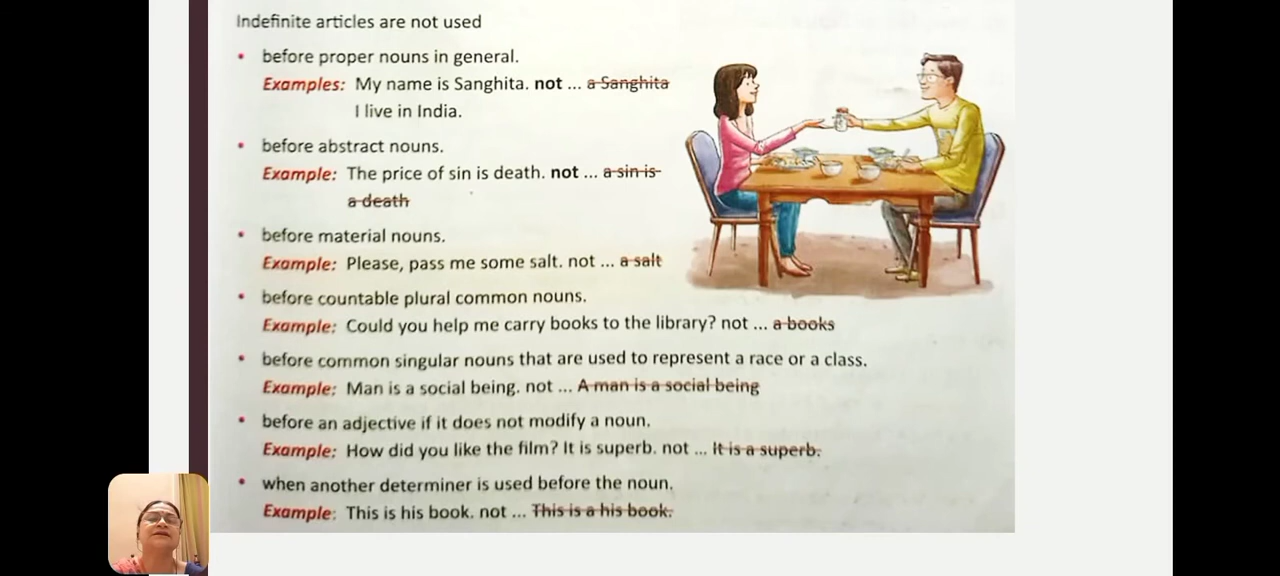 Indefinite articles are not used
• before proper nouns in general.
Examples: My name is Sanghita. not ... a Sanghita
I live in India.
• before abstract nouns.
Example: The price of sin is death. not ... a sin is
a death
• before material nouns.
Example: Please, pass me some salt. not ... a salt
• before countable plural common nouns.
Example: Could you help me carry books to the library? not ... a books
• before common singular nouns that are used to represent a race or a class.
Example: Man is a social being. not ... A man is a social being
• before an adjective if it does not modify a noun.
Example: How did you like the film? It is superb. not ... It is a superb.
• when another determiner is used before the noun.
Example: This is his book. not ... This is a his book.